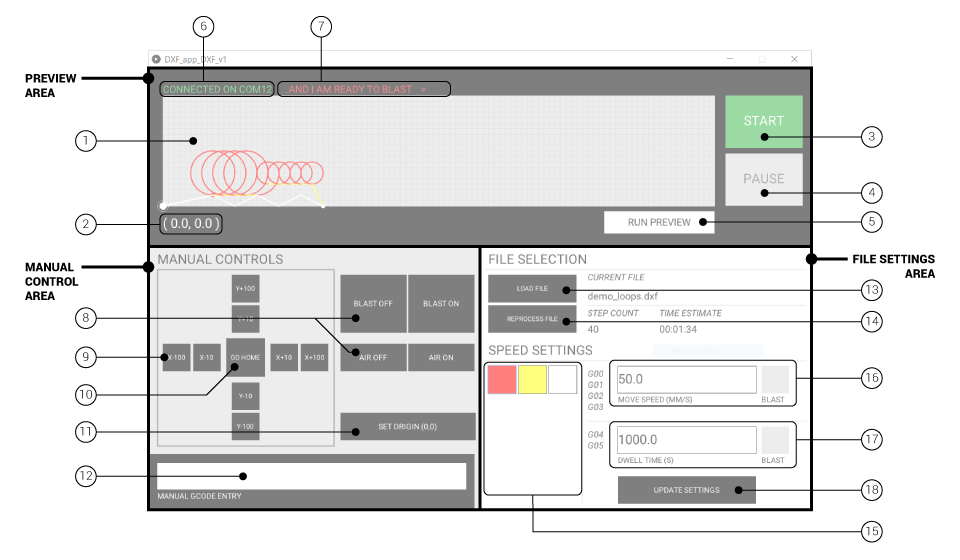 6
7
DXF_app_DXF_v1
PREVIEW
AREA
CONNECTED ON COM12
...AND I AM READY TO BLAST >
1
START
3
PAUSE
4
2
( 0.0, 0.0 )
RUN PREVIEW
5
MANUAL
CONTROL
AREA
MANUAL CONTROLS
Y+100
Y+10
X-100
X-10
GO HOME
X+10
X+100
Y-10
Y-100
BLAST OFF
BLAST ON
AIR OFF
AIR ON
SET ORIGIN (0,0)
8
9
10
11
12
MANUAL GCODE ENTRY
FILE SETTINGS
AREA
FILE SELECTION
LOAD FILE
CURRENT FILE
demo_loops.dxf
13
REPROCESS FILE
STEP COUNT
TIME ESTIMATE
40
00:01:34
14
SPEED SETTINGS
G00
G01
G02
G03
50.0
MOVE SPEED (MM/S)
BLAST
16
G04
G05
1000.0
DWELL TIME (S)
BLAST
17
UPDATE SETTINGS
18
15